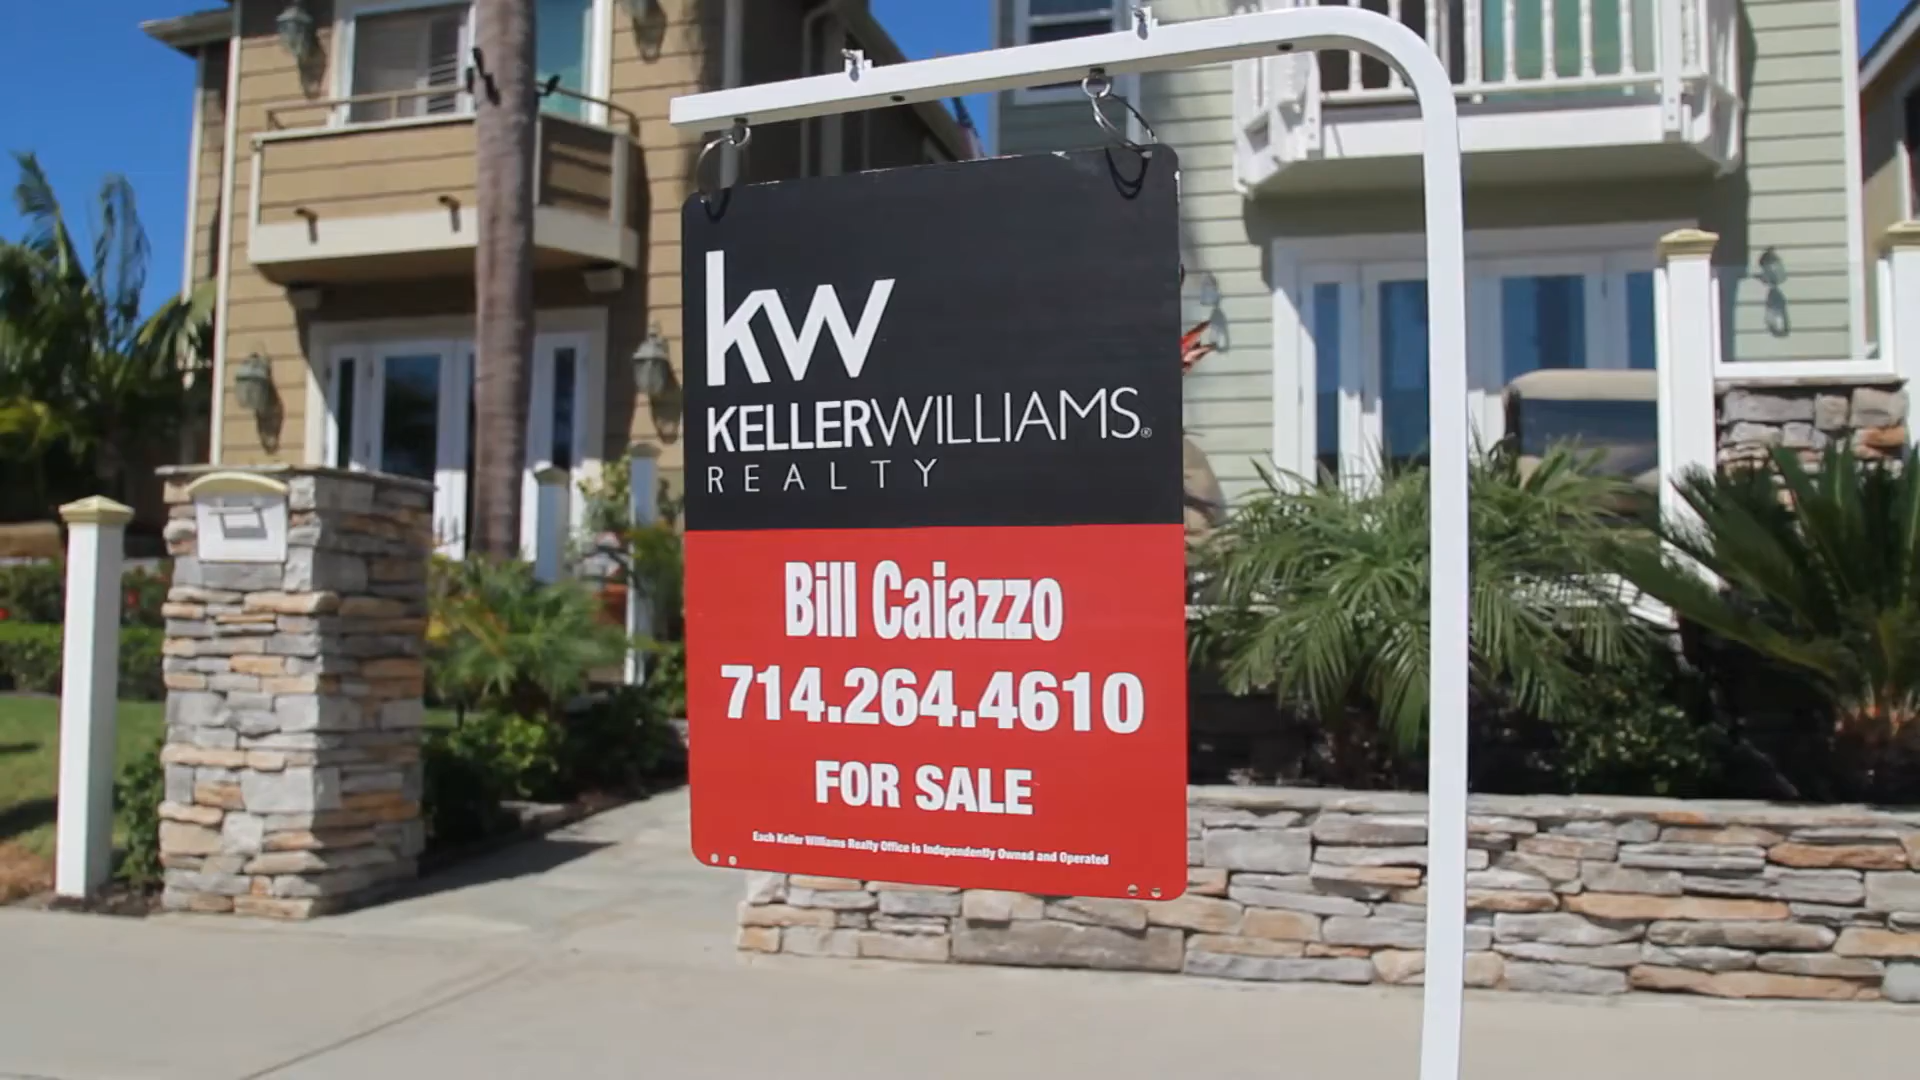 kw
KELLERWILLIAMS®
REALTY
Bill Caiazzo
714.264.4610
FOR SALE
Each Keller Williams Realty Office is Independently Owned and Operated